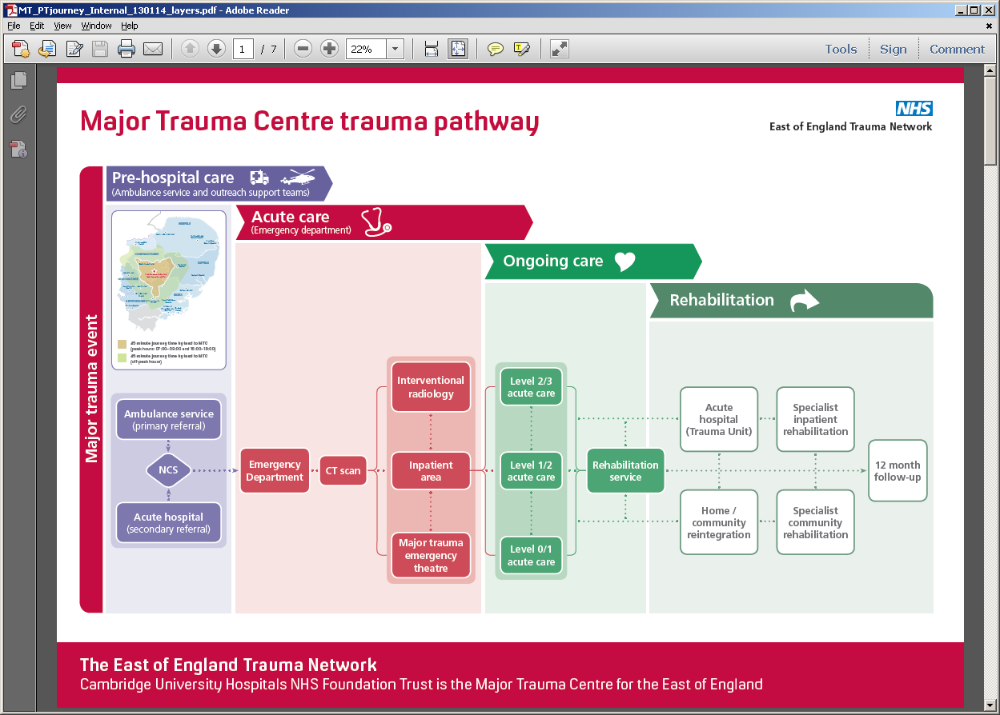 MT_PTjourney_Internal_130114_layers.pdf - Adobe Reader
File Edit View Window Help
1 / 7 22% Tools Sign Comment
Major Trauma Centre trauma pathway
NHS
East of England Trauma Network
Major trauma event
Pre-hospital care
(Ambulance service and outreach support teams)
Acute care
(Emergency department)
Ongoing care
Rehabilitation
45 minute journey time by land to MTC
(peak hours: 07:00–09:00 and 16:00–18:00)
45 minute journey time by land to MTC
(off-peak hours)
Ambulance service
(primary referral)
NCS
Acute hospital
(secondary referral)
Emergency
Department
CT scan
Interventional
radiology
Inpatient
area
Major trauma
emergency
theatre
Level 2/3
acute care
Level 1/2
acute care
Level 0/1
acute care
Rehabilitation
service
Acute
hospital
(Trauma Unit)
Specialist
inpatient
rehabilitation
Home /
community
reintegration
Specialist
community
rehabilitation
12 month
follow-up
The East of England Trauma Network
Cambridge University Hospitals NHS Foundation Trust is the Major Trauma Centre for the East of England